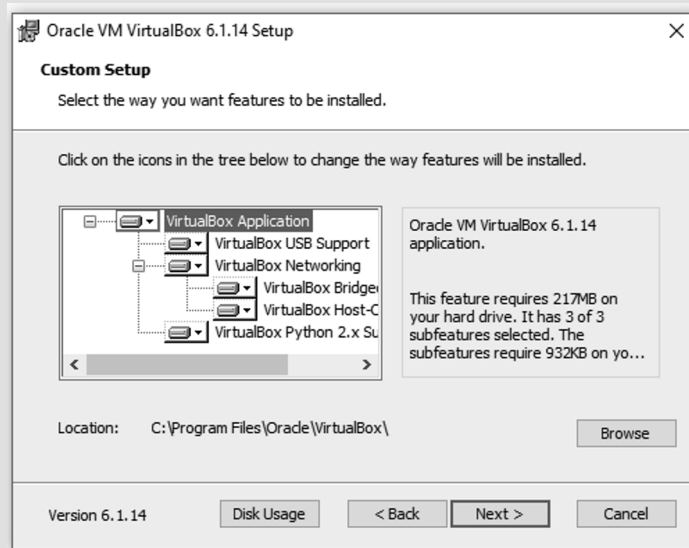 Oracle VM VirtualBox 6.1.14 Setup
Custom Setup
Select the way you want features to be installed.
Click on the icons in the tree below to change the way features will be installed.
VirtualBox Application
VirtualBox USB Support
VirtualBox Networking
VirtualBox Bridged
VirtualBox Host-C
VirtualBox Python 2.x Su
Oracle VM VirtualBox 6.1.14
application.
This feature requires 217MB on
your hard drive. It has 3 of 3
subfeatures selected. The
subfeatures require 932KB on yo...
Location: C:\Program Files\Oracle\VirtualBox\
Browse
Version 6.1.14
Disk Usage
< Back
Next >
Cancel